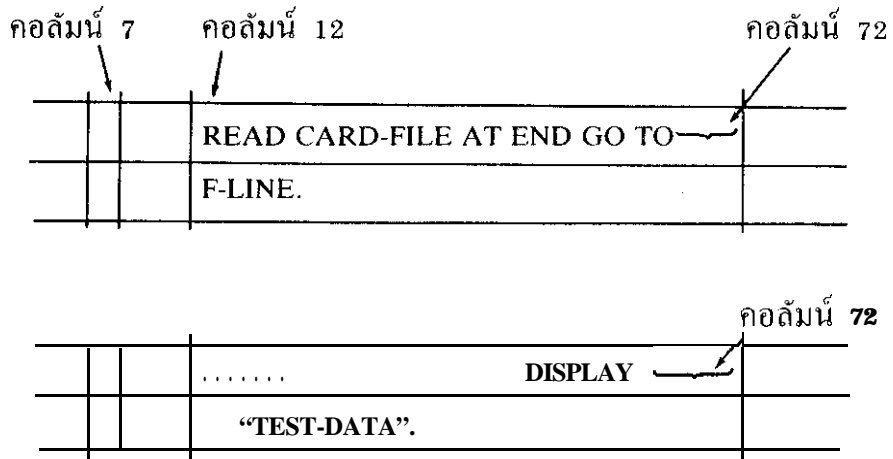 คอลัมน์ 7 คอลัมน์ 12 คอลัมน์ 72
READ CARD-FILE AT END GO TO
F-LINE.
คอลัมน์ 72
....... DISPLAY
“TEST-DATA”.